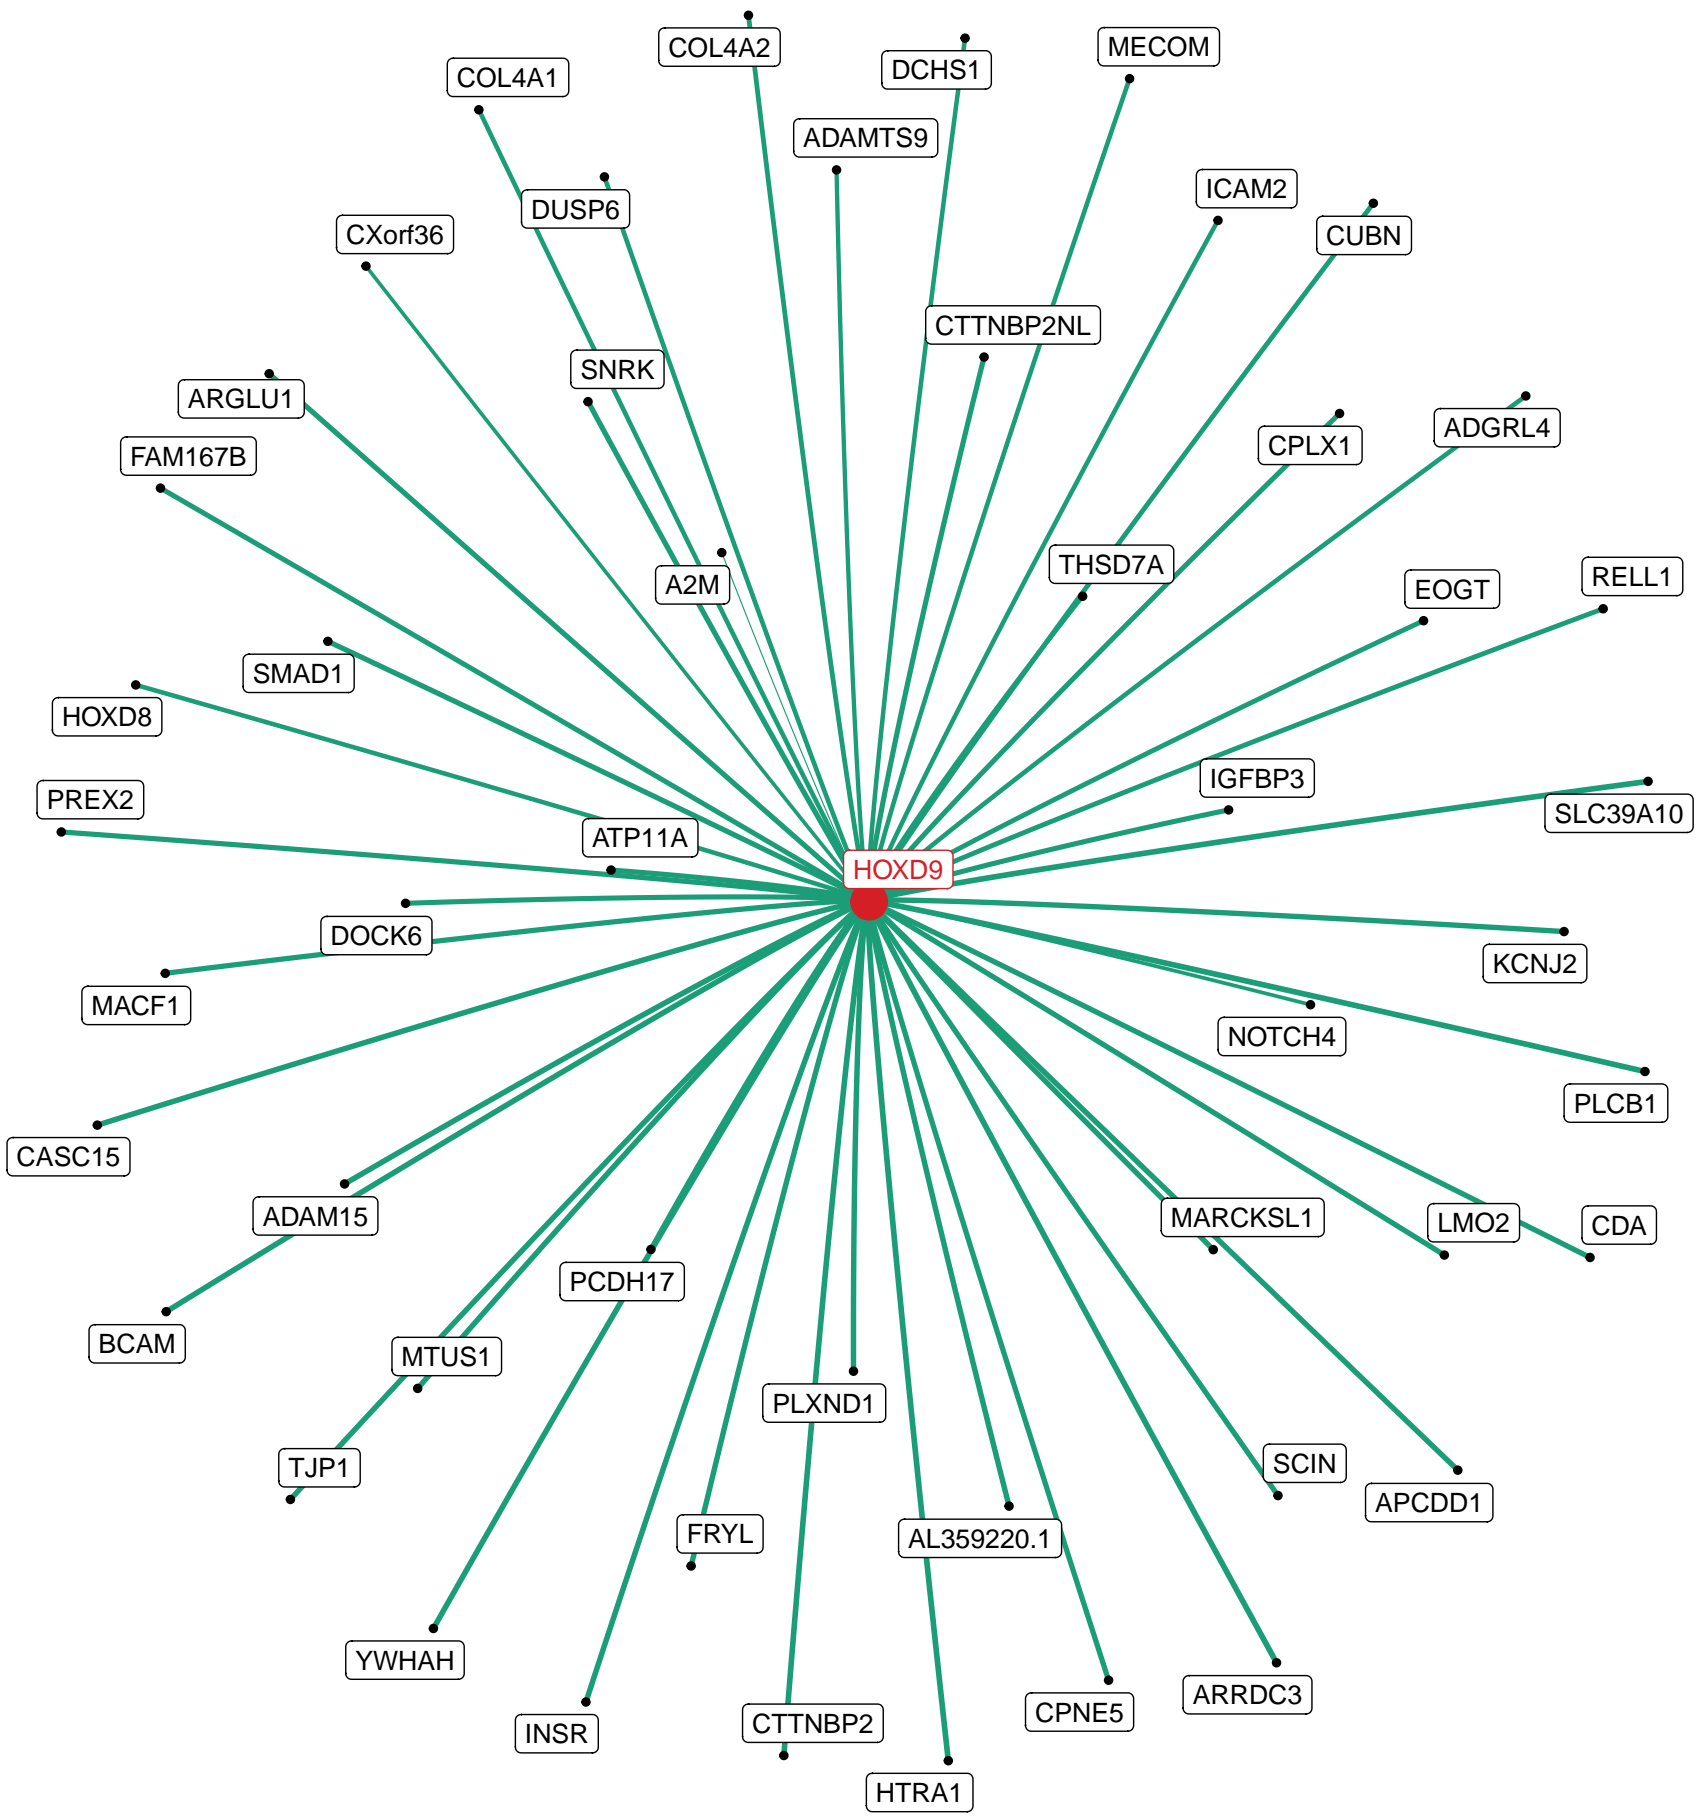 COL4A2
MECOM
DCHS1
COL4A1
ADAMTS9
ICAM2
DUSP6
CXorf36
CUBN
CTTNBP2NL
SNRK
ARGLU1
ADGRL4
CPLX1
FAM167B
THSD7A
RELL1
A2M
EOGT
SMAD1
HOXD8
IGFBP3
PREX2
SLC39A10
ATP11A
HOXD9
DOCK6
KCNJ2
MACF1
NOTCH4
PLCB1
CASC15
ADAM15
MARCKSL1
LMO2
CDA
PCDH17
BCAM
MTUS1
PLXND1
SCIN
TJP1
APCDD1
FRYL
AL359220.1
YWHAH
ARRDC3
CPNE5
CTTNBP2
INSR
HTRA1